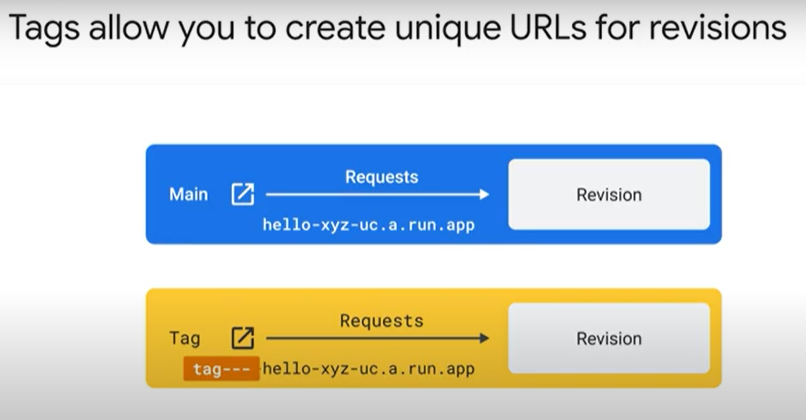 Tags allow you to create unique URLs for revisions
Main
Requests
hello-xyz-uc.a.run.app
Revision
Tag
Requests
tag---hello-xyz-uc.a.run.app
Revision